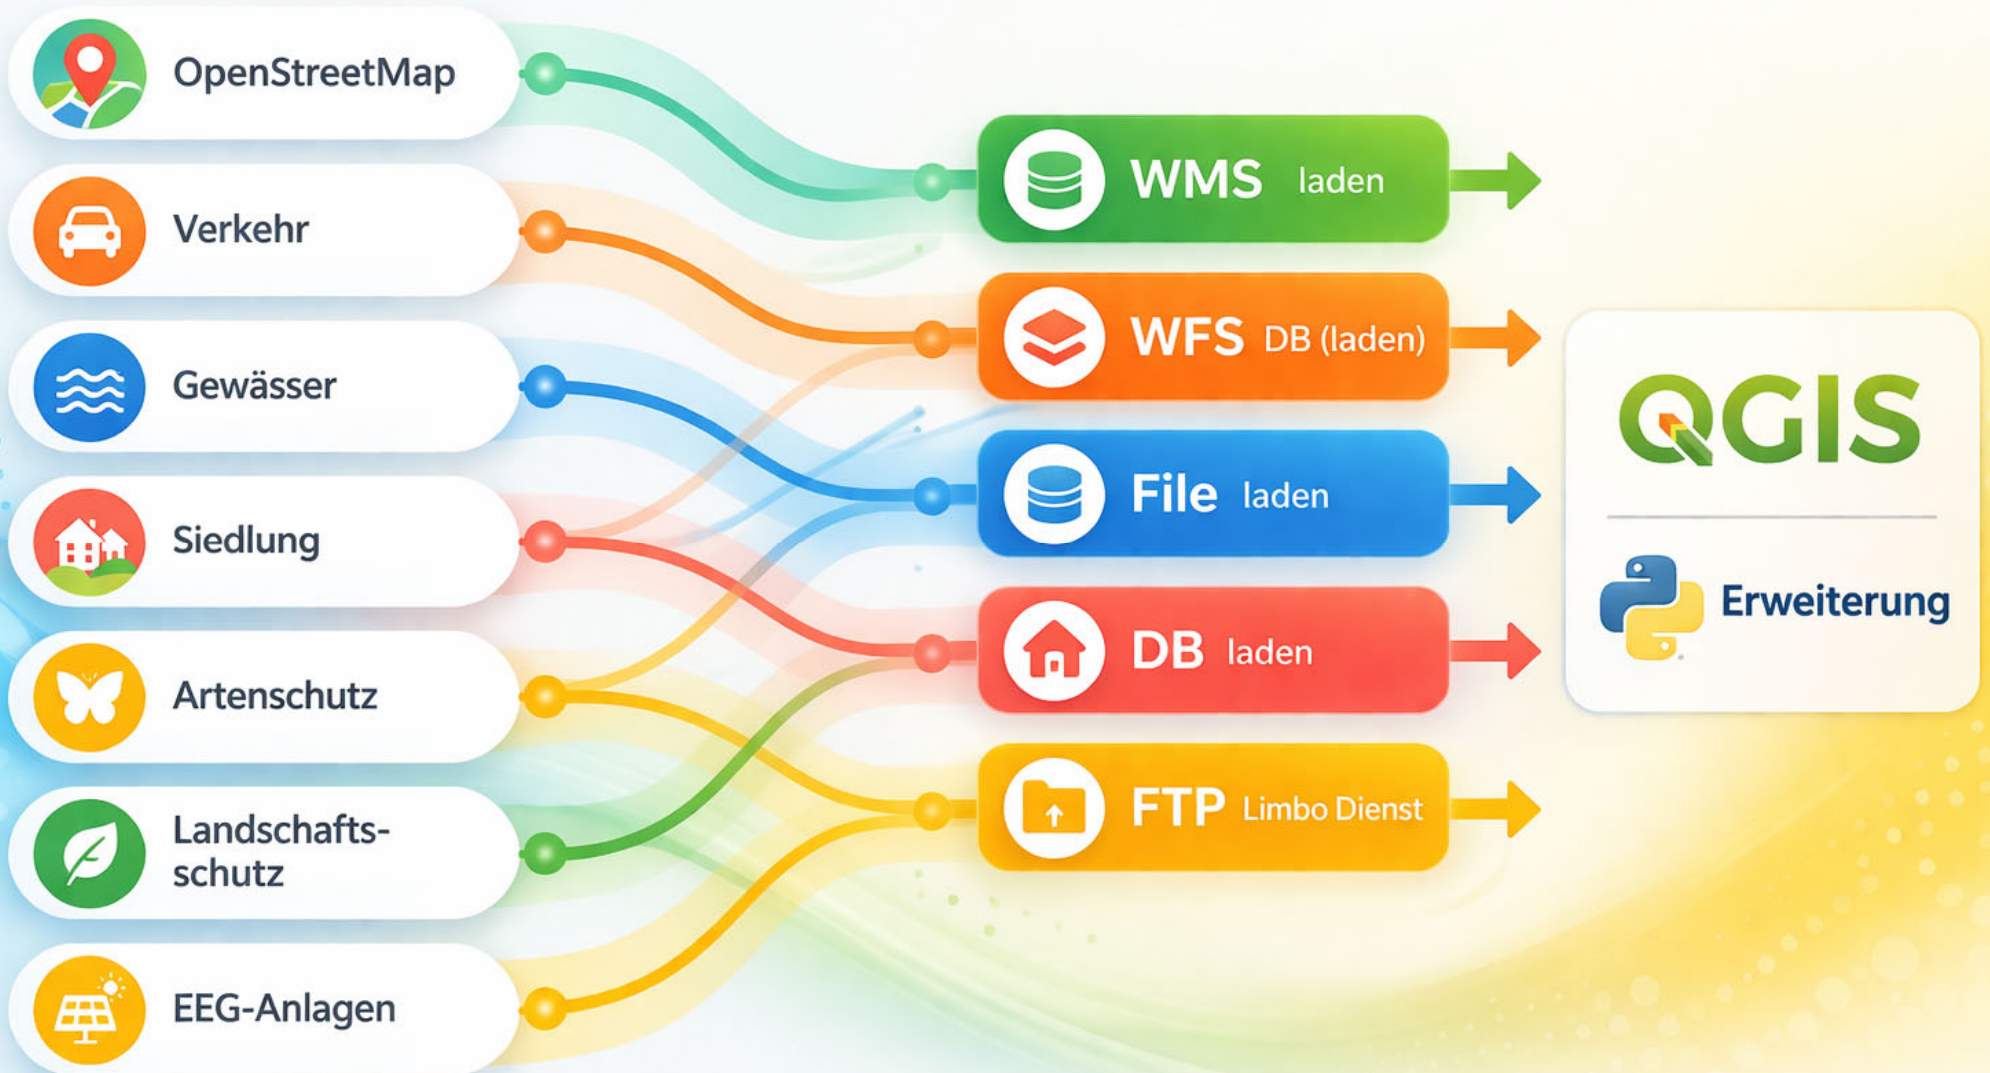 OpenStreetMap
Verkehr
Gewässer
Siedlung
Artenschutz
Landschafts-
schutz
EEG-Anlagen
WMS laden
WFS DB (laden)
File laden
DB laden
FTP Limbo Dienst
QGIS
Erweiterung